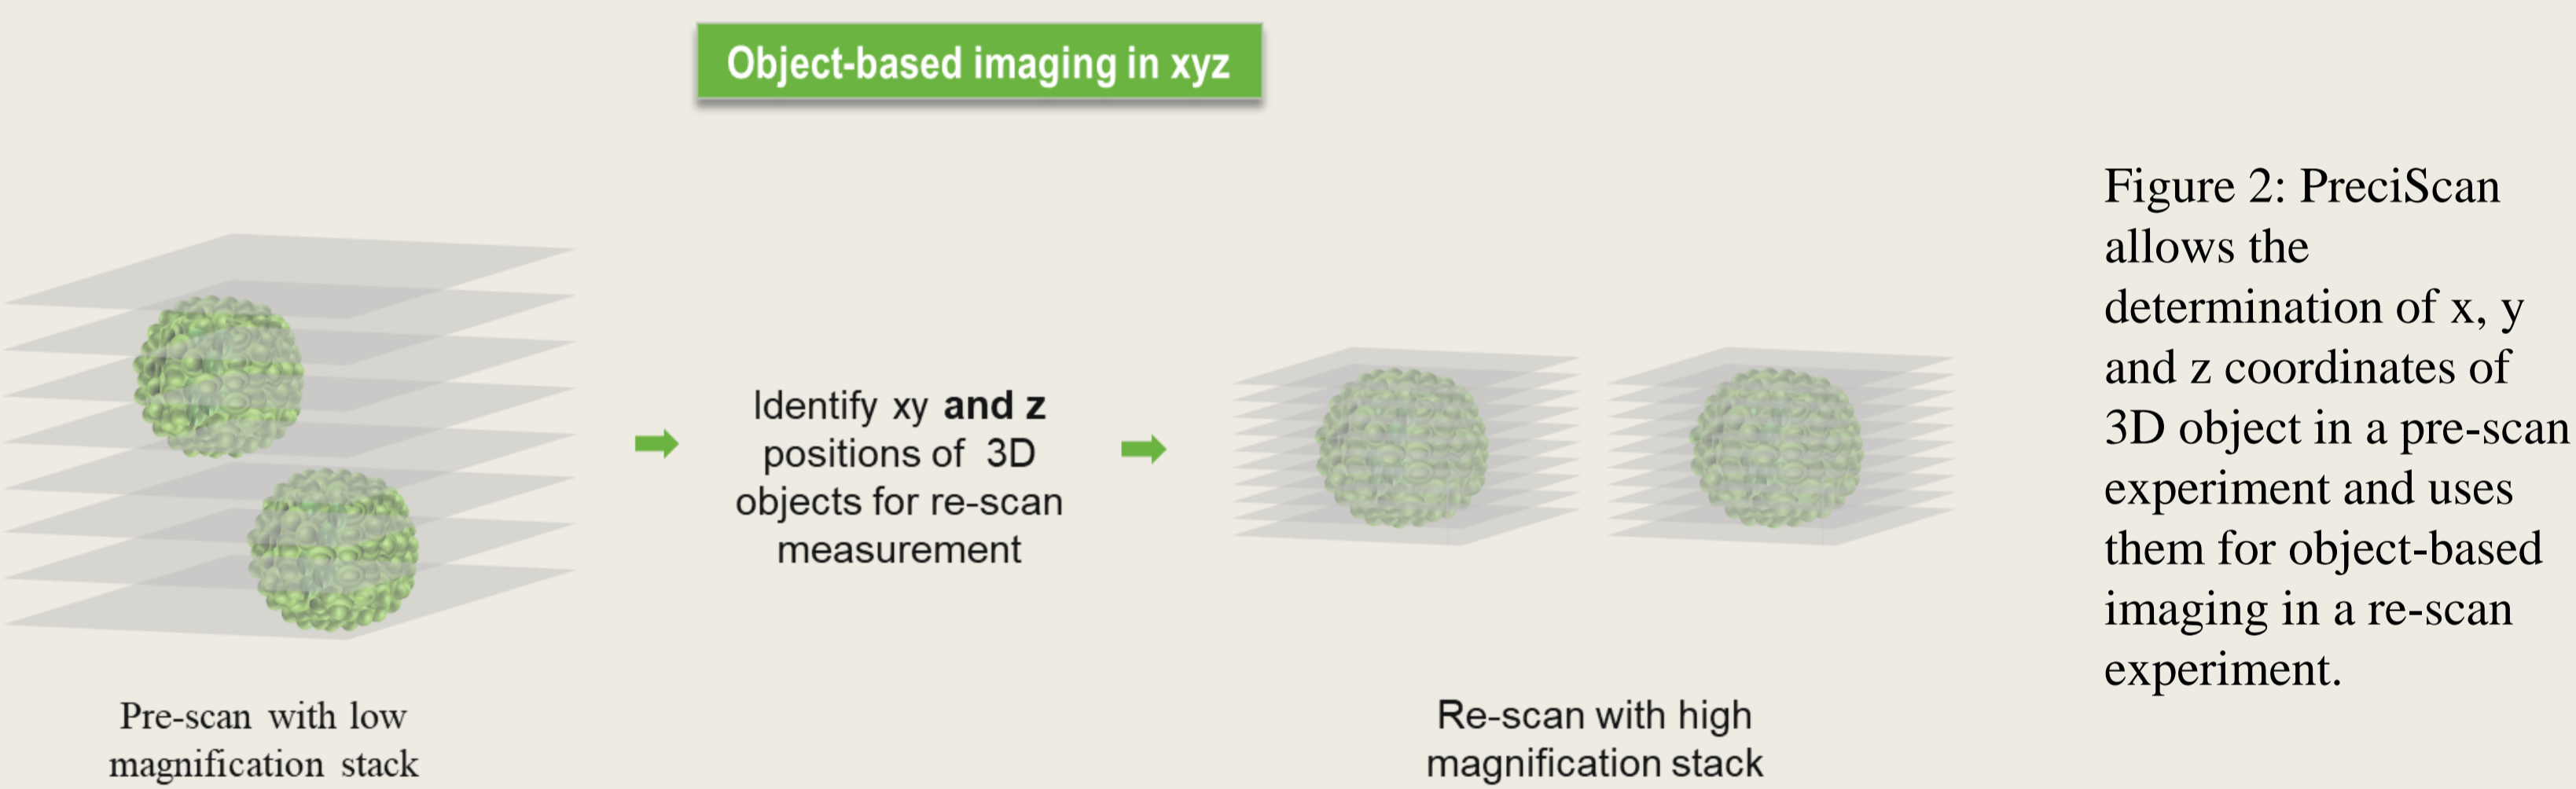 Object-based imaging in xyz
Pre-scan with low
magnification stack
Identify xy and z
positions of 3D
objects for re-scan
measurement
Re-scan with high
magnification stack
Figure 2: PreciScan
allows the
determination of x, y
and z coordinates of
3D object in a pre-scan
experiment and uses
them for object-based
imaging in a re-scan
experiment.